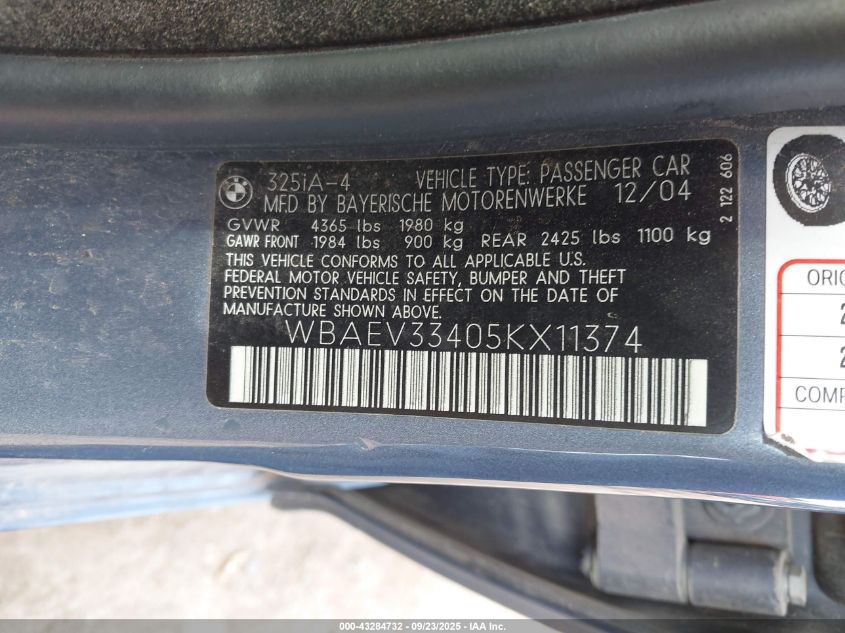 325iA-4 VEHICLE TYPE: PASSENGER CAR
MFD BY BAYERISCHE MOTORENWERKE 12/04
GVWR 4365 lbs 1980 kg
GAWR FRONT 1984 lbs 900 kg REAR 2425 lbs 1100 kg
THIS VEHICLE CONFORMS TO ALL APPLICABLE U.S.
FEDERAL MOTOR VEHICLE SAFETY, BUMPER AND THEFT
PREVENTION STANDARDS IN EFFECT ON THE DATE OF
MANUFACTURE SHOWN ABOVE.
WBAEV33405KX11374
2 122 606
ORIG
2
2
COMP
000-43284732 - 09/23/2025 - IAA Inc.